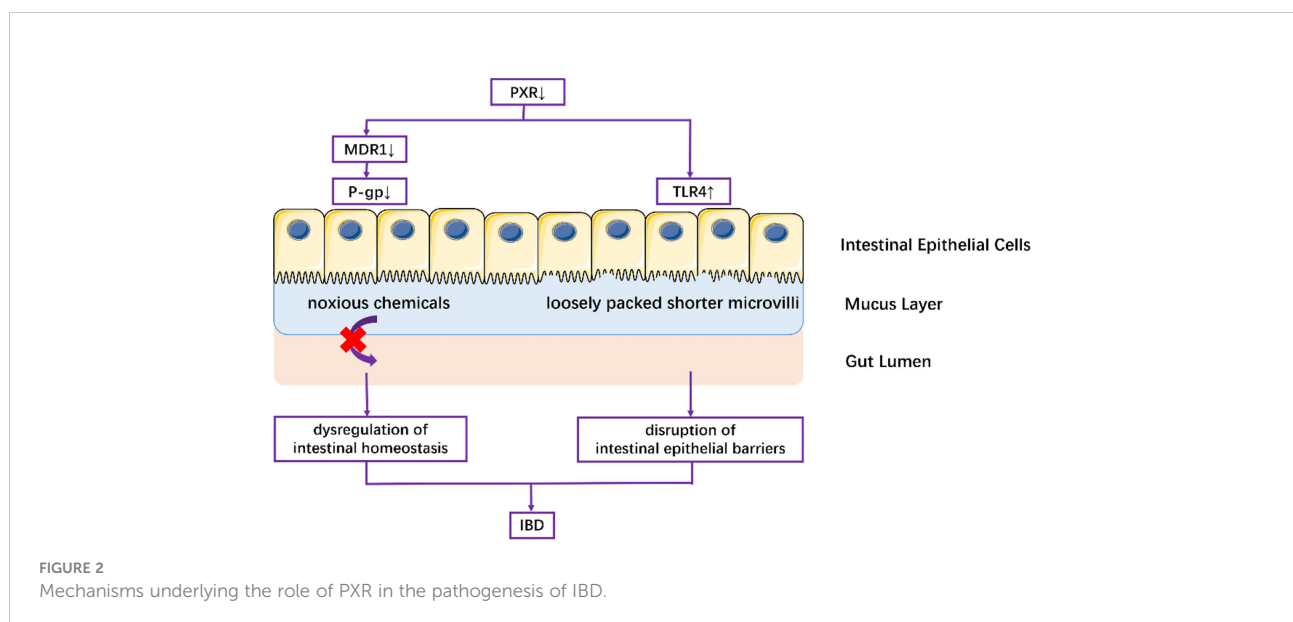 PXR↓
MDR1↓
P-gp↓
TLR4↑
Intestinal Epithelial Cells
noxious chemicals
loosely packed shorter microvilli
Mucus Layer
Gut Lumen
dysregulation of
intestinal homeostasis
disruption of
intestinal epithelial barriers
IBD
FIGURE 2
Mechanisms underlying the role of PXR in the pathogenesis of IBD.